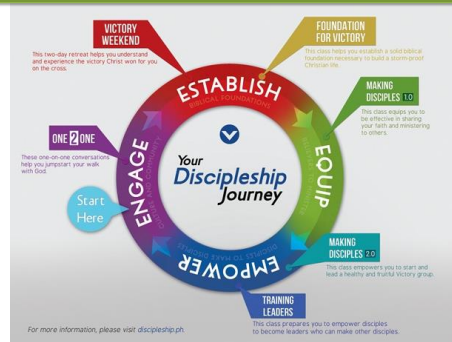 VICTORY
WEEKEND
This two-day retreat helps you understand
and experience the victory Christ won for you
on the cross.
FOUNDATION
FOR VICTORY
This class helps you establish a solid biblical
foundation necessary to build a storm-proof
Christian life.
MAKING
DISCIPLES 1.0
This class equips you to
be effective in sharing
your faith and ministering
to others.
ONE 2 ONE
These one-on-one conversations
help you jumpstart your walk
with God.
Start
Here
ENGAGE
ESTABLISH
BIBLICAL FOUNDATIONS
EQUIP
EMPOWER
DISCIPLES TO MAKE DISCIPLES
Your
Discipleship
Journey
MAKING
DISCIPLES 2.0
This class empowers you to start and
lead a healthy and fruitful Victory group.
TRAINING
LEADERS
This class prepares you to empower disciples
to become leaders who can make other disciples.
For more information, please visit discipleship.ph